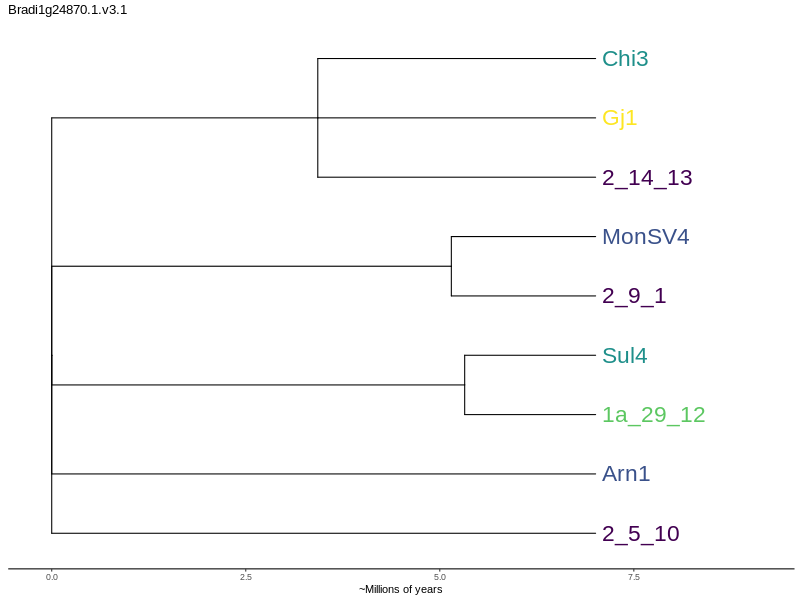 Bradi1g24870.1.v3.1
Chi3
Gj1
2_14_13
MonSV4
2_9_1
Sul4
1a_29_12
Arn1
2_5_10
0.0 2.5 5.0 7.5
~Millions of years